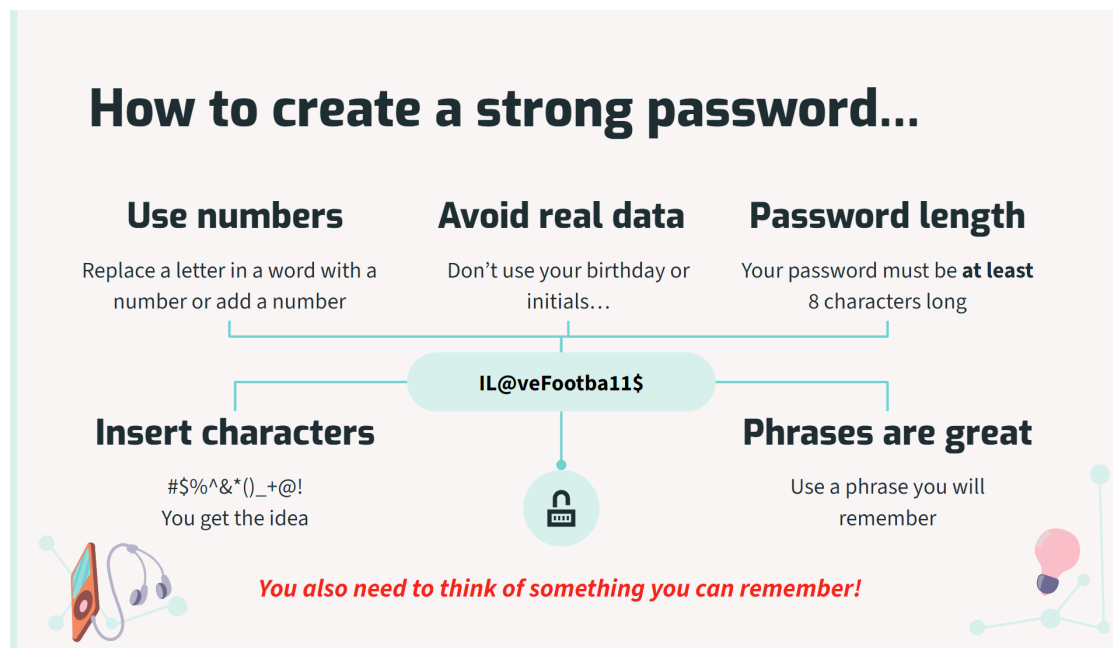 How to create a strong password...
Use numbers
Replace a letter in a word with a
number or add a number
Avoid real data
Don’t use your birthday or
initials…
Password length
Your password must be at least
8 characters long
IL@veFootba11$
Insert characters
#$%^&*()_+@!
You get the idea
Phrases are great
Use a phrase you will
remember
You also need to think of something you can remember!